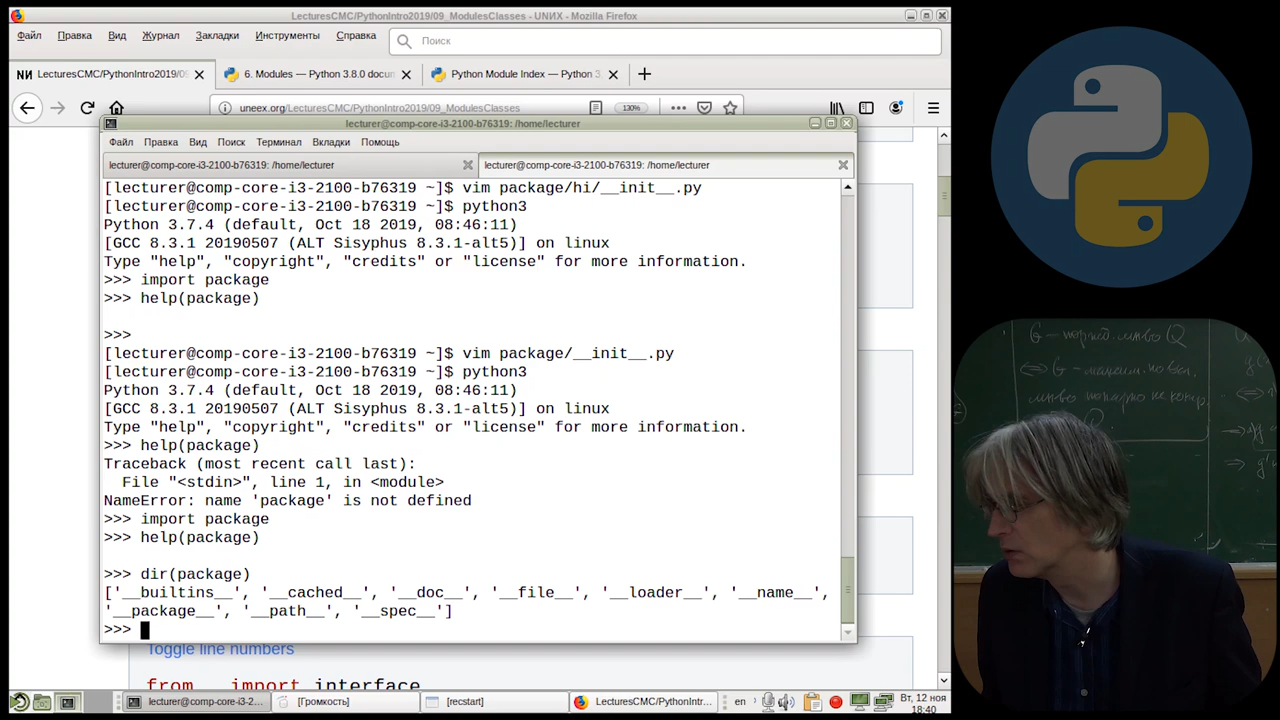 LecturesCMC/PythonIntro2019/09_ModulesClasses - UNИX - Mozilla Firefox
Файл Правка Вид Журнал Закладки Инструменты Справка
Поиск
LecturesCMC/PythonIntro2019/09
6. Modules — Python 3.8.0 docun
Python Module Index — Python 3.
uneex.org/LecturesCMC/PythonIntro2019/09_ModulesClasses
130%
lecturer@comp-core-i3-2100-b76319: /home/lecturer
Файл Правка Вид Поиск Терминал Вкладки Помощь
lecturer@comp-core-i3-2100-b76319: /home/lecturer
lecturer@comp-core-i3-2100-b76319: /home/lecturer
[lecturer@comp-core-i3-2100-b76319 ~]$ vim package/hi/__init__.py
[lecturer@comp-core-i3-2100-b76319 ~]$ python3
Python 3.7.4 (default, Oct 18 2019, 08:46:11)
[GCC 8.3.1 20190507 (ALT Sisyphus 8.3.1-alt5)] on linux
Type "help", "copyright", "credits" or "license" for more information.
>>> import package
>>> help(package)
>>>
[lecturer@comp-core-i3-2100-b76319 ~]$ vim package/__init__.py
[lecturer@comp-core-i3-2100-b76319 ~]$ python3
Python 3.7.4 (default, Oct 18 2019, 08:46:11)
[GCC 8.3.1 20190507 (ALT Sisyphus 8.3.1-alt5)] on linux
Type "help", "copyright", "credits" or "license" for more information.
>>> help(package)
Traceback (most recent call last):
File "<stdin>", line 1, in <module>
NameError: name 'package' is not defined
>>> import package
>>> help(package)
>>> dir(package)
['__builtins__', '__cached__', '__doc__', '__file__', '__loader__', '__name__',
'__package__', '__path__', '__spec__']
>>>
Toggle line numbers
from import interface
lecturer@comp-core-i3-2...
[Громкость]
[recstart]
LecturesCMC/PythonIntr...
en
Вт, 12 ноя
18:40